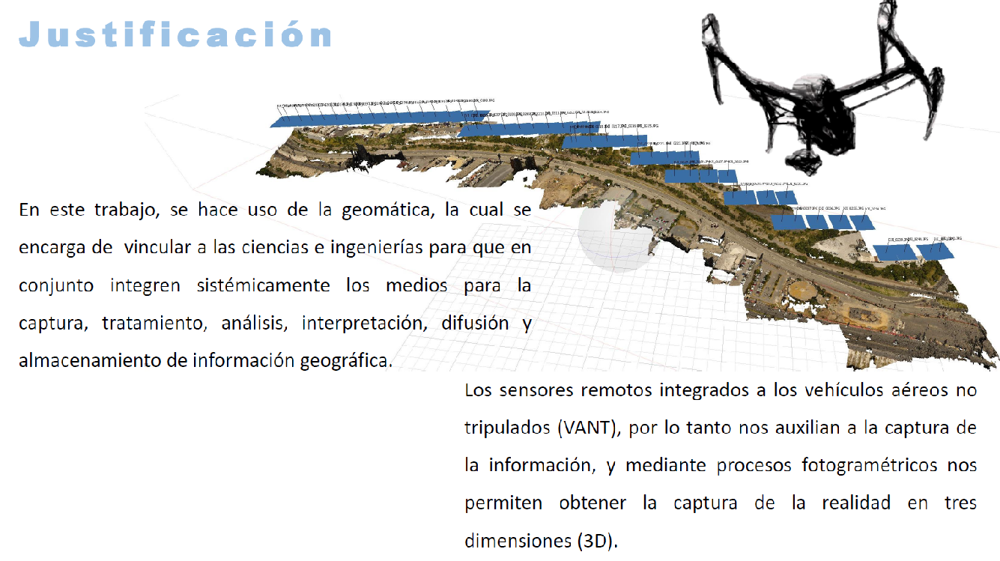 Justificación
En este trabajo, se hace uso de la geomática, la cual se
encarga de vincular a las ciencias e ingenierías para que en
conjunto integren sistémicamente los medios para la
captura, tratamiento, análisis, interpretación, difusión y
almacenamiento de información geográfica.
Los sensores remotos integrados a los vehículos aéreos no
tripulados (VANT), por lo tanto nos auxilian a la captura de
la información, y mediante procesos fotogramétricos nos
permiten obtener la captura de la realidad en tres
dimensiones (3D).